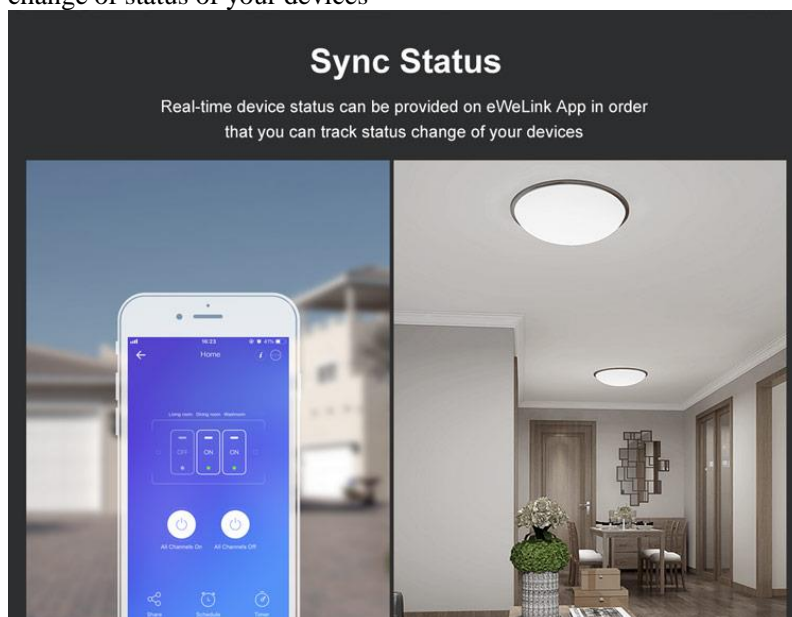 change of status of your devices
Sync Status
Real-time device status can be provided on eWeLink App in order
that you can track status change of your devices
16:23
41%
Home
Living room Dining room Washroom
OFF ON ON
All Channels On All Channels Off
Share Schedule Timer